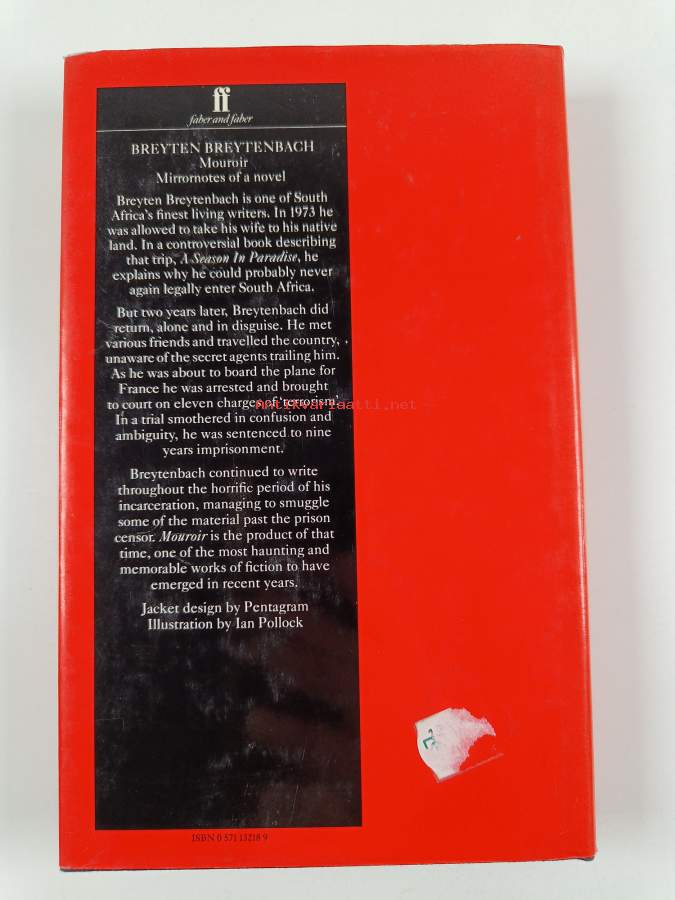 ff
faber and faber
BREYTEN BREYTENBACH
Mouroir
Mirrornotes of a novel
Breyten Breytenbach is one of South
Africa's finest living writers. In 1973 he
was allowed to take his wife to his native
land. In a controversial book describing
that trip, A Season In Paradise, he
explains why he could probably never
again legally enter South Africa.
But two years later, Breytenbach did
return, alone and in disguise. He met
various friends and travelled the country,
unaware of the secret agents trailing him.
As he was about to board the plane for
France he was arrested and brought
to court on eleven charges of 'terrorism.'
In a trial smothered in confusion and
ambiguity, he was sentenced to nine
years imprisonment.
Breytenbach continued to write
throughout the horrific period of his
incarceration, managing to smuggle
some of the material past the prison
censor. Mouroir is the product of that
time, one of the most haunting and
memorable works of fiction to have
emerged in recent years.
Jacket design by Pentagram
Illustration by Ian Pollock
ISBN 0 571 13218 9
Antikvariaatti.net